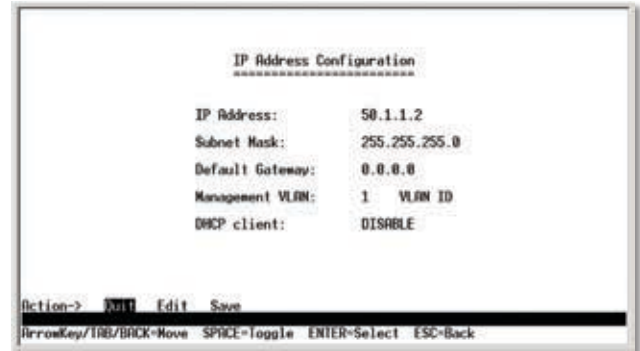 IP Address Configuration
========================
IP Address: 50.1.1.2
Subnet Mask: 255.255.255.0
Default Gateway: 0.0.0.0
Management VLAN: 1 VLAN ID
DHCP client: DISABLE
Action-> Quit Edit Save
ArrowKey/TAB/BACK=Move SPACE=Toggle ENTER=Select ESC=Back